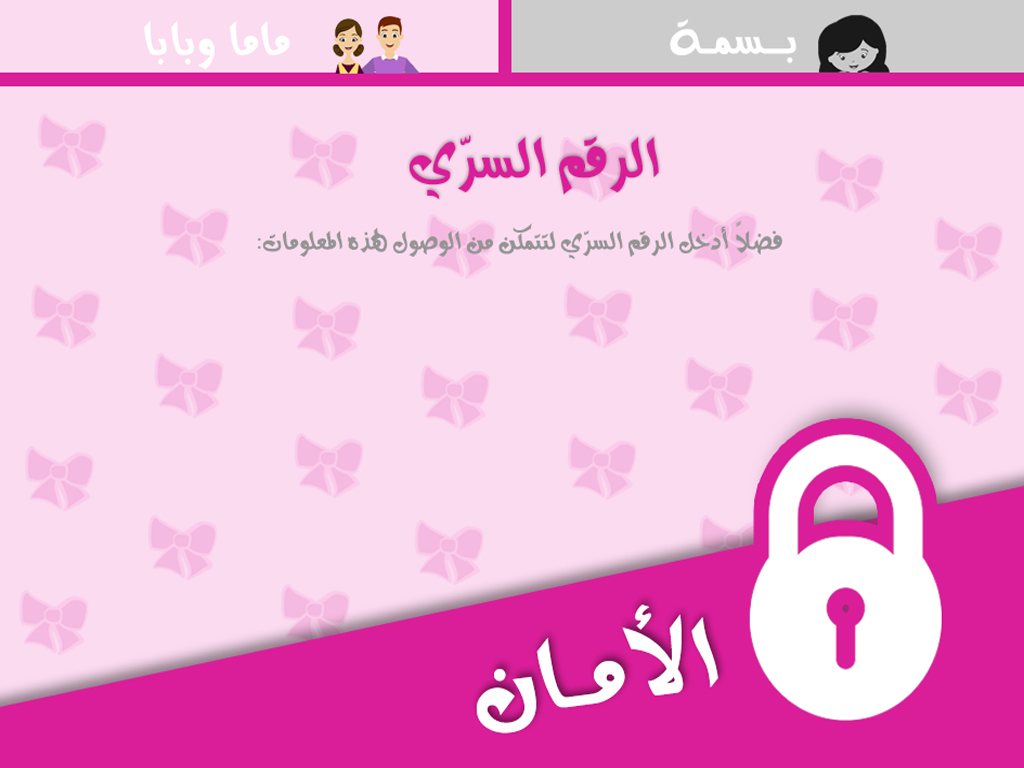 بسمة
ماما وبابا
الرقم السرّي
فضلاً أدخل الرقم السرّي لتتمكن من الوصول لهذه المعلومات:
الأمان